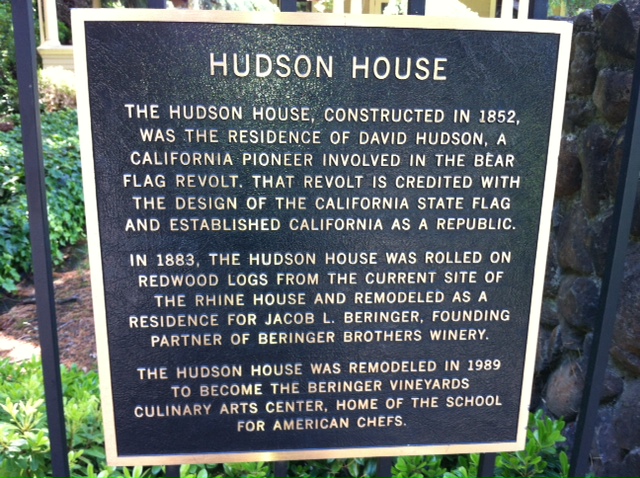 HUDSON HOUSE
THE HUDSON HOUSE, CONSTRUCTED IN 1852,
WAS THE RESIDENCE OF DAVID HUDSON, A
CALIFORNIA PIONEER INVOLVED IN THE BEAR
FLAG REVOLT. THAT REVOLT IS CREDITED WITH
THE DESIGN OF THE CALIFORNIA STATE FLAG
AND ESTABLISHED CALIFORNIA AS A REPUBLIC.
IN 1883, THE HUDSON HOUSE WAS ROLLED ON
REDWOOD LOGS FROM THE CURRENT SITE OF
THE RHINE HOUSE AND REMODELED AS A
RESIDENCE FOR JACOB L. BERINGER, FOUNDING
PARTNER OF BERINGER BROTHERS WINERY.
THE HUDSON HOUSE WAS REMODELED IN 1989
TO BECOME THE BERINGER VINEYARDS
CULINARY ARTS CENTER, HOME OF THE SCHOOL
FOR AMERICAN CHEFS.